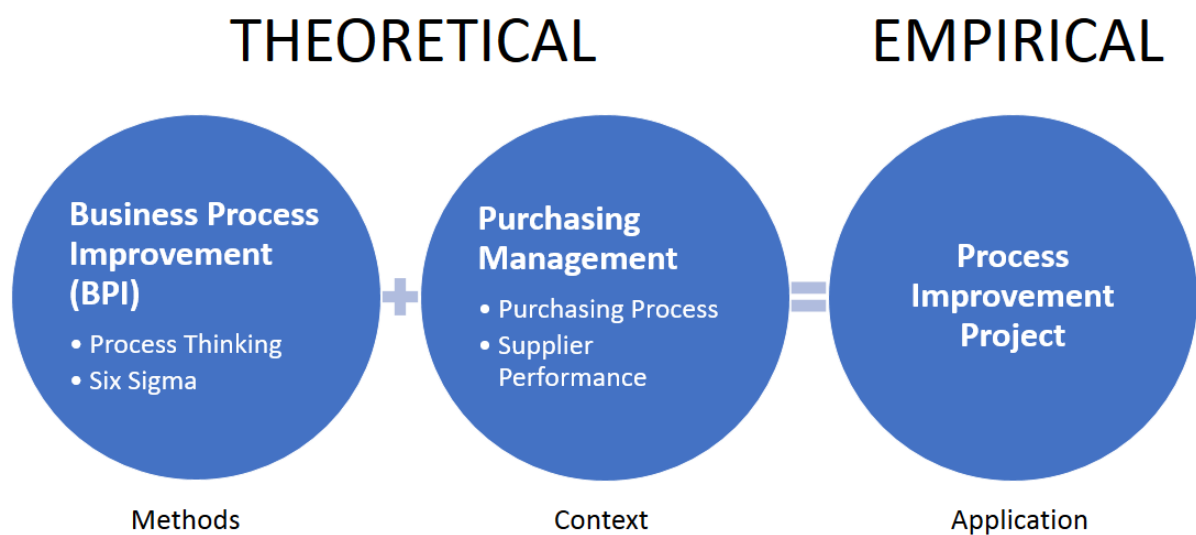 THEORETICAL
EMPIRICAL
Business Process
Improvement
(BPI)
• Process Thinking
• Six Sigma
+
Purchasing
Management
• Purchasing Process
• Supplier
Performance
=
Process
Improvement
Project
Methods
Context
Application